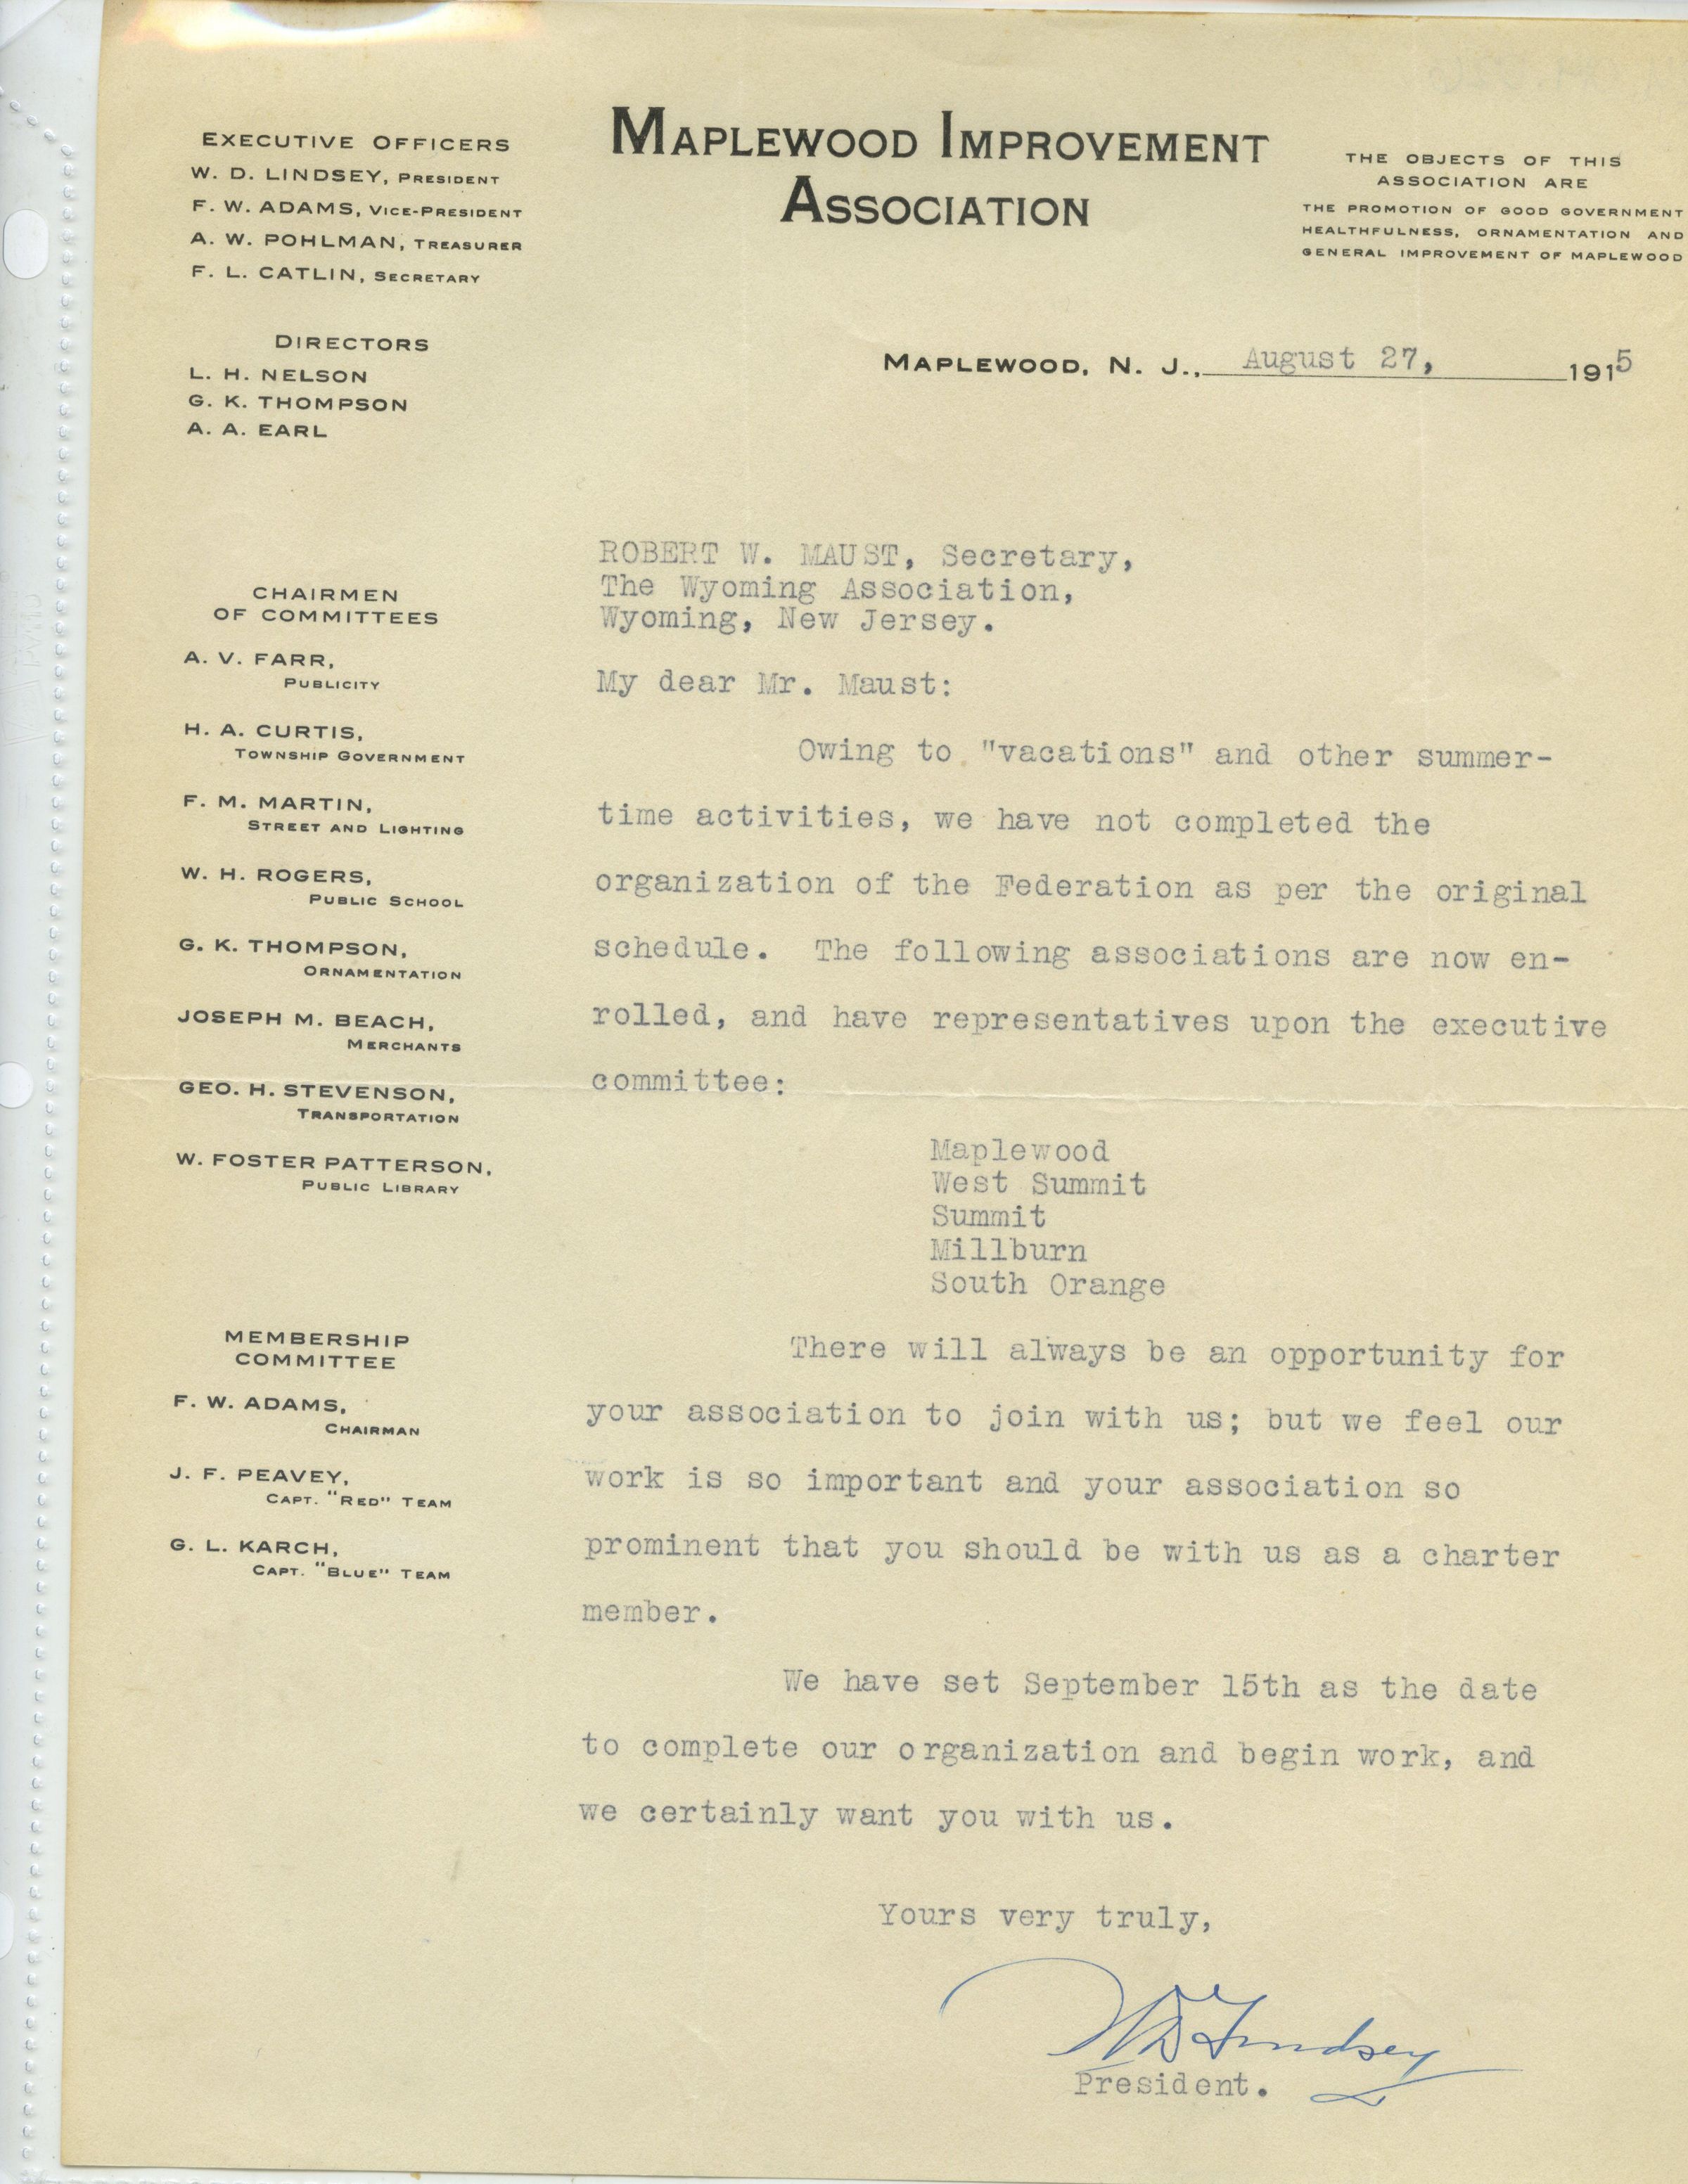 MAPLEWOOD IMPROVEMENT
ASSOCIATION
EXECUTIVE OFFICERS
W. D. LINDSEY, PRESIDENT
F. W. ADAMS, VICE-PRESIDENT
A. W. POHLMAN, TREASURER
F. L. CATLIN, SECRETARY
DIRECTORS
L. H. NELSON
G. K. THOMPSON
A. A. EARL
THE OBJECTS OF THIS
ASSOCIATION ARE
THE PROMOTION OF GOOD GOVERNMENT
HEALTHFULNESS, ORNAMENTATION AND
GENERAL IMPROVEMENT OF MAPLEWOOD
MAPLEWOOD, N. J., August 27, 1915
CHAIRMEN
OF COMMITTEES
A. V. FARR,
PUBLICITY
H. A. CURTIS,
TOWNSHIP GOVERNMENT
F. M. MARTIN,
STREET AND LIGHTING
W. H. ROGERS,
PUBLIC SCHOOL
G. K. THOMPSON,
ORNAMENTATION
JOSEPH M. BEACH,
MERCHANTS
GEO. H. STEVENSON,
TRANSPORTATION
W. FOSTER PATTERSON,
PUBLIC LIBRARY
MEMBERSHIP
COMMITTEE
F. W. ADAMS,
CHAIRMAN
J. F. PEAVEY,
CAPT. "RED" TEAM
G. L. KARCH,
CAPT. "BLUE" TEAM
ROBERT W. MAUST, Secretary,
The Wyoming Association,
Wyoming, New Jersey.
My dear Mr. Maust:
Owing to "vacations" and other summer-
time activities, we have not completed the
organization of the Federation as per the original
schedule. The following associations are now en-
rolled, and have representatives upon the executive
committee:
Maplewood
West Summit
Summit
Millburn
South Orange
There will always be an opportunity for
your association to join with us; but we feel our
work is so important and your association so
prominent that you should be with us as a charter
member.
We have set September 15th as the date
to complete our organization and begin work, and
we certainly want you with us.
Yours very truly,
WD Lindsey
President.